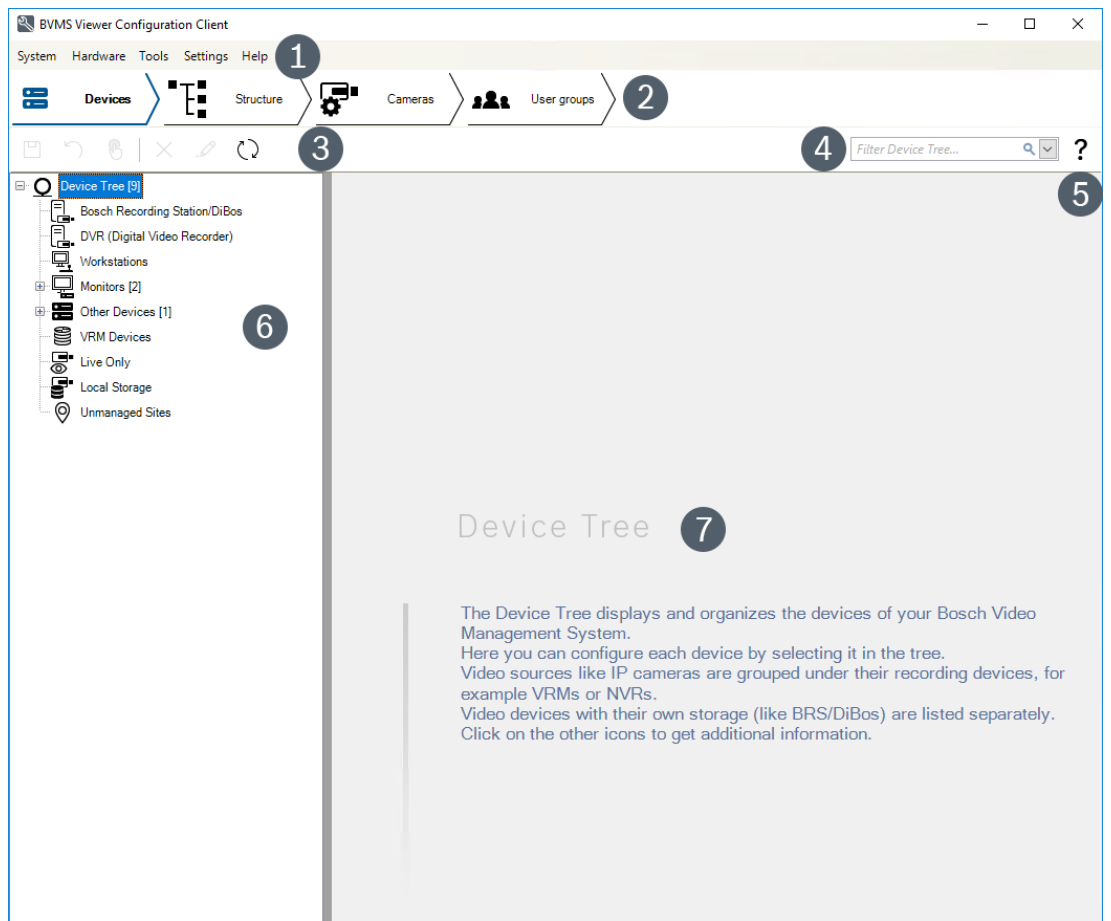 BVMS Viewer Configuration Client
System Hardware Tools Settings Help 1
Devices Structure Cameras User groups 2
3 4 Filter Device Tree... ?
5
Device Tree [9]
Bosch Recording Station/DiBos
DVR (Digital Video Recorder)
Workstations
Monitors [2]
Other Devices [1]
6
VRM Devices
Live Only
Local Storage
Unmanaged Sites
Device Tree 7
The Device Tree displays and organizes the devices of your Bosch Video
Management System.
Here you can configure each device by selecting it in the tree.
Video sources like IP cameras are grouped under their recording devices, for
example VRMs or NVRs.
Video devices with their own storage (like BRS/DiBos) are listed separately.
Click on the other icons to get additional information.